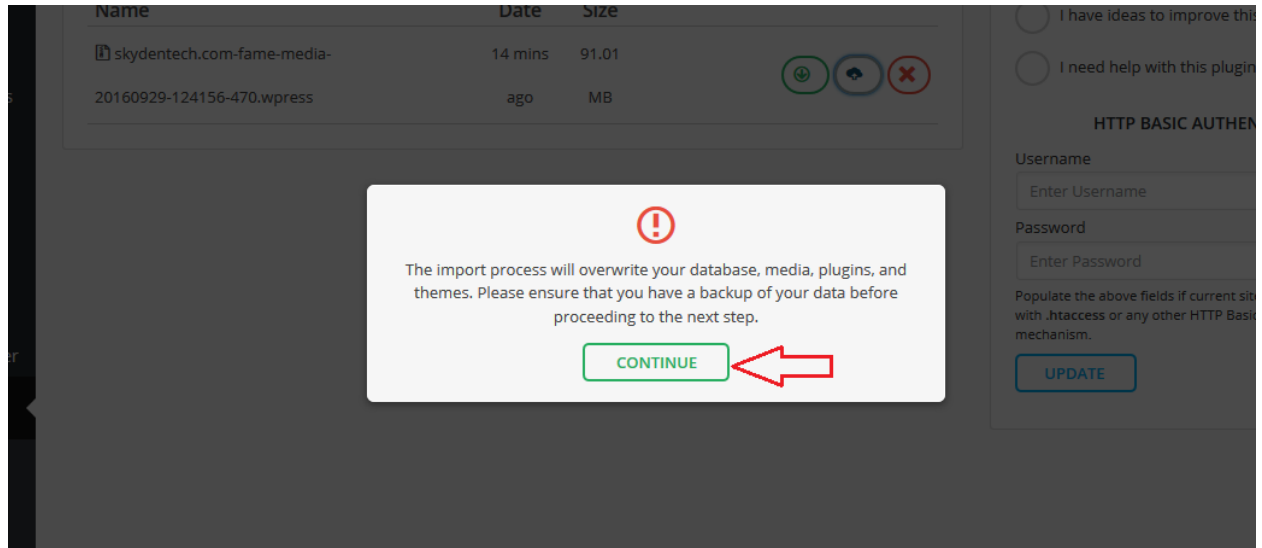 Name Date Size
skydentech.com-fame-media- 14 mins 91.01
20160929-124156-470.wpress ago MB
The import process will overwrite your database, media, plugins, and
themes. Please ensure that you have a backup of your data before
proceeding to the next step.
CONTINUE
I have ideas to improve this
I need help with this plugin
HTTP BASIC AUTHEN
Username
Enter Username
Password
Enter Password
Populate the above fields if current site
with .htaccess or any other HTTP Basic
mechanism.
UPDATE
s
er